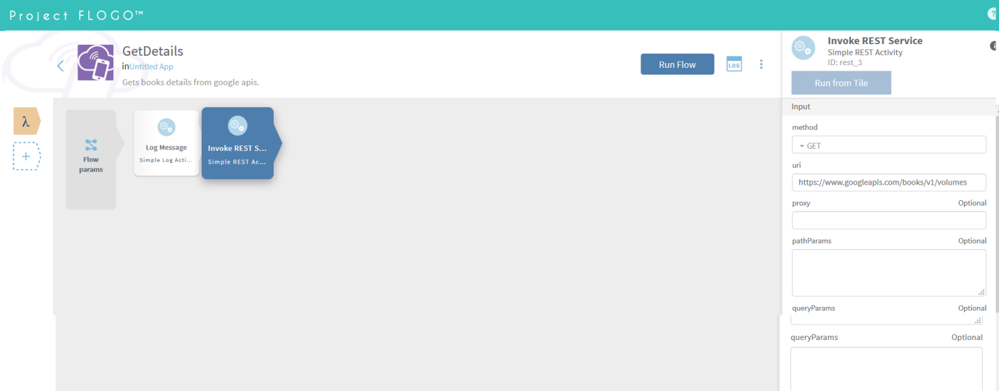 Project FLOGO™
?
GetDetails
inUntitled App
Gets books details from google apis.
Run Flow
LOG
Invoke REST Service
Simple REST Activity
ID: rest_3
Run from Tile
λ
+
Flow
params
Log Message
Simple Log Acti...
Invoke REST S...
Simple REST Ac...
Input
method
GET
uri
https://www.googleapis.com/books/v1/volumes
proxy Optional
pathParams Optional
queryParams Optional
queryParams Optional